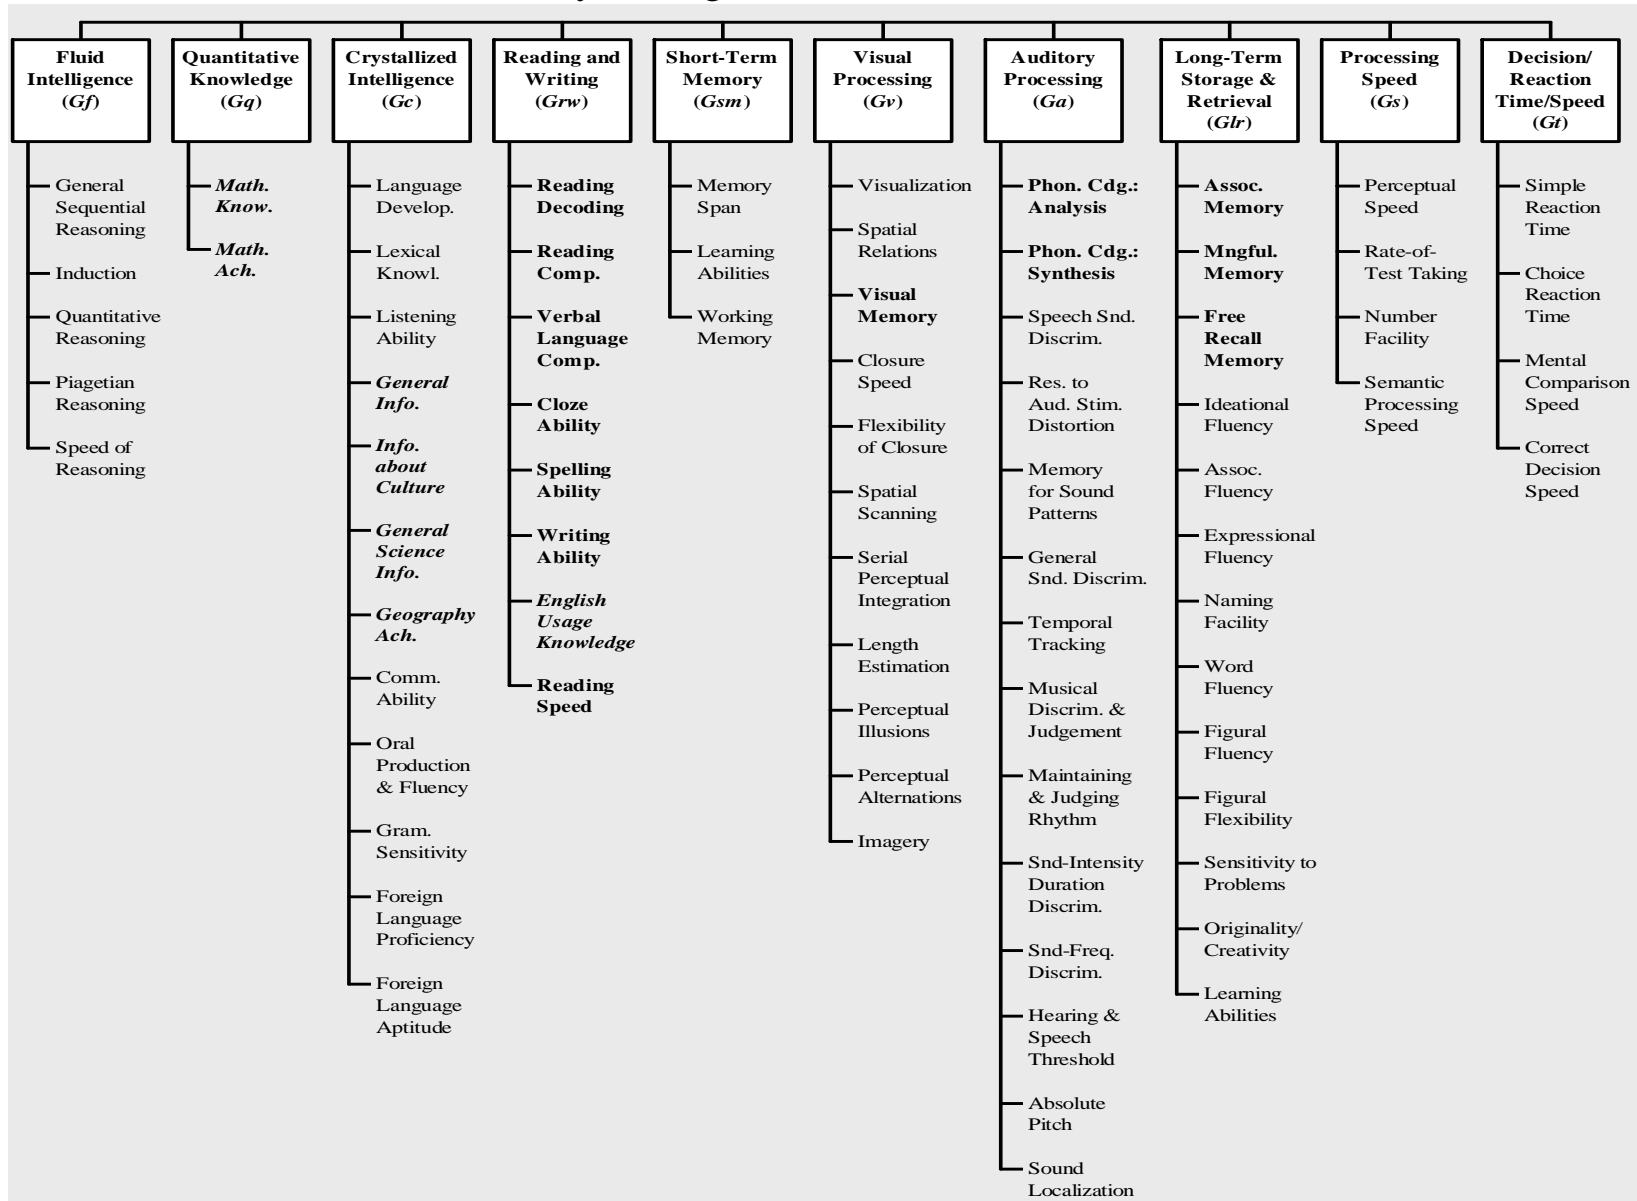 Fluid
Intelligence
(Gf)
General
Sequential
Reasoning
Induction
Quantitative
Reasoning
Piagetian
Reasoning
Speed of
Reasoning
Quantitative
Knowledge
(Gq)
Math.
Know.
Math.
Ach.
Crystallized
Intelligence
(Gc)
Language
Develop.
Lexical
Knowl.
Listening
Ability
General
Info.
Info.
about
Culture
General
Science
Info.
Geography
Ach.
Comm.
Ability
Oral
Production
& Fluency
Gram.
Sensitivity
Foreign
Language
Proficiency
Foreign
Language
Aptitude
Reading and
Writing
(Grw)
Reading
Decoding
Reading
Comp.
Verbal
Language
Comp.
Cloze
Ability
Spelling
Ability
Writing
Ability
English
Usage
Knowledge
Reading
Speed
Short-Term
Memory
(Gsm)
Memory
Span
Learning
Abilities
Working
Memory
Visual
Processing
(Gv)
Visualization
Spatial
Relations
Visual
Memory
Closure
Speed
Flexibility
of Closure
Spatial
Scanning
Serial
Perceptual
Integration
Length
Estimation
Perceptual
Illusions
Perceptual
Alternations
Imagery
Auditory
Processing
(Ga)
Phon. Cdg.:
Analysis
Phon. Cdg.:
Synthesis
Speech Snd.
Discrim.
Res. to
Aud. Stim.
Distortion
Memory
for Sound
Patterns
General
Snd. Discrim.
Temporal
Tracking
Musical
Discrim. &
Judgement
Maintaining
& Judging
Rhythm
Snd-Intensity
Duration
Discrim.
Snd-Freq.
Discrim.
Hearing &
Speech
Threshold
Absolute
Pitch
Sound
Localization
Long-Term
Storage &
Retrieval
(Glr)
Assoc.
Memory
Mngful.
Memory
Free
Recall
Memory
Ideational
Fluency
Assoc.
Fluency
Expressional
Fluency
Naming
Facility
Word
Fluency
Figural
Fluency
Figural
Flexibility
Sensitivity to
Problems
Originality/
Creativity
Learning
Abilities
Processing
Speed
(Gs)
Perceptual
Speed
Rate-of-
Test Taking
Number
Facility
Semantic
Processing
Speed
Decision/
Reaction
Time/Speed
(Gt)
Simple
Reaction
Time
Choice
Reaction
Time
Mental
Comparison
Speed
Correct
Decision
Speed